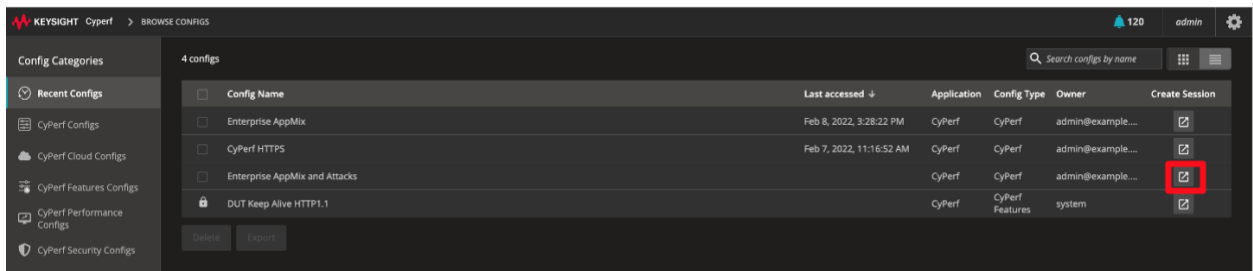 KEYSIGHT Cyperf > BROWSE CONFIGS 120 admin
Config Categories
Recent Configs
CyPerf Configs
CyPerf Cloud Configs
CyPerf Features Configs
CyPerf Performance
Configs
CyPerf Security Configs
4 configs Search configs by name
Config Name Last accessed ↓ Application Config Type Owner Create Session
Enterprise AppMix Feb 8, 2022, 3:28:22 PM CyPerf CyPerf admin@example....
CyPerf HTTPS Feb 7, 2022, 11:16:52 AM CyPerf CyPerf admin@example....
Enterprise AppMix and Attacks CyPerf CyPerf admin@example....
DUT Keep Alive HTTP1.1 CyPerf CyPerf Features system
Delete Export